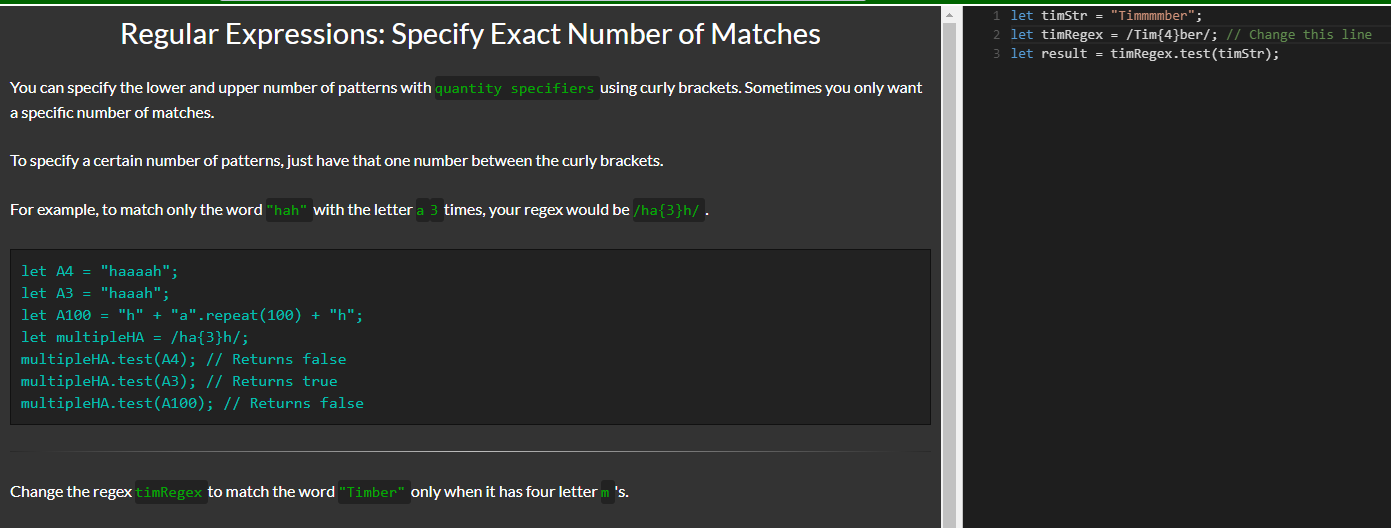 Regular Expressions: Specify Exact Number of Matches
You can specify the lower and upper number of patterns with quantity specifiers using curly brackets. Sometimes you only want
a specific number of matches.
To specify a certain number of patterns, just have that one number between the curly brackets.
For example, to match only the word "hah" with the letter a 3 times, your regex would be /ha{3}h/ .
let A4 = "haaaah";
let A3 = "haaah";
let A100 = "h" + "a".repeat(100) + "h";
let multipleHA = /ha{3}h/;
multipleHA.test(A4); // Returns false
multipleHA.test(A3); // Returns true
multipleHA.test(A100); // Returns false
Change the regex timRegex to match the word "Timber" only when it has four letter m 's.
1 let timStr = "Timmmmber";
2 let timRegex = /Tim{4}ber/; // Change this line
3 let result = timRegex.test(timStr);